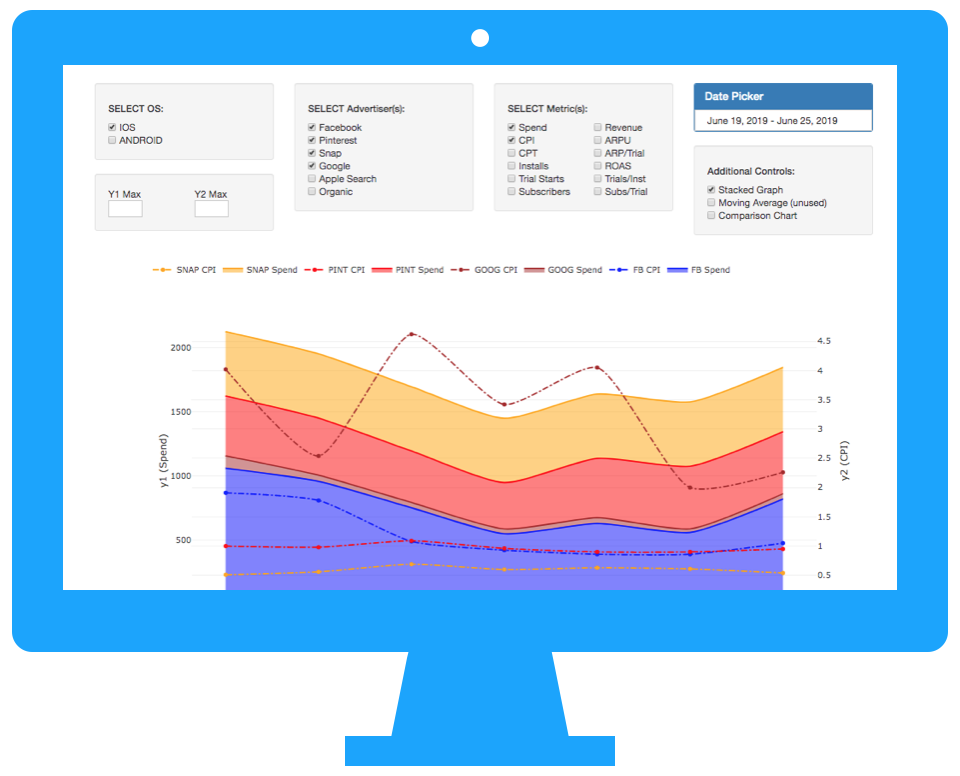 SELECT OS:
IOS
ANDROID
Y1 Max Y2 Max
SELECT Advertiser(s):
Facebook
Pinterest
Snap
Google
Apple Search
Organic
SELECT Metric(s):
Spend Revenue
CPI ARPU
CPT ARP/Trial
Installs ROAS
Trial Starts Trials/Inst
Subscribers Subs/Trial
Date Picker
June 19, 2019 - June 25, 2019
Additional Controls:
Stacked Graph
Moving Average (unused)
Comparison Chart
SNAP CPI SNAP Spend PINT CPI PINT Spend GOOG CPI GOOG Spend FB CPI FB Spend
y1 (Spend)
2000
1500
1000
500
4.5
4
3.5
3
2.5
2
1.5
1
0.5
y2 (CPI)